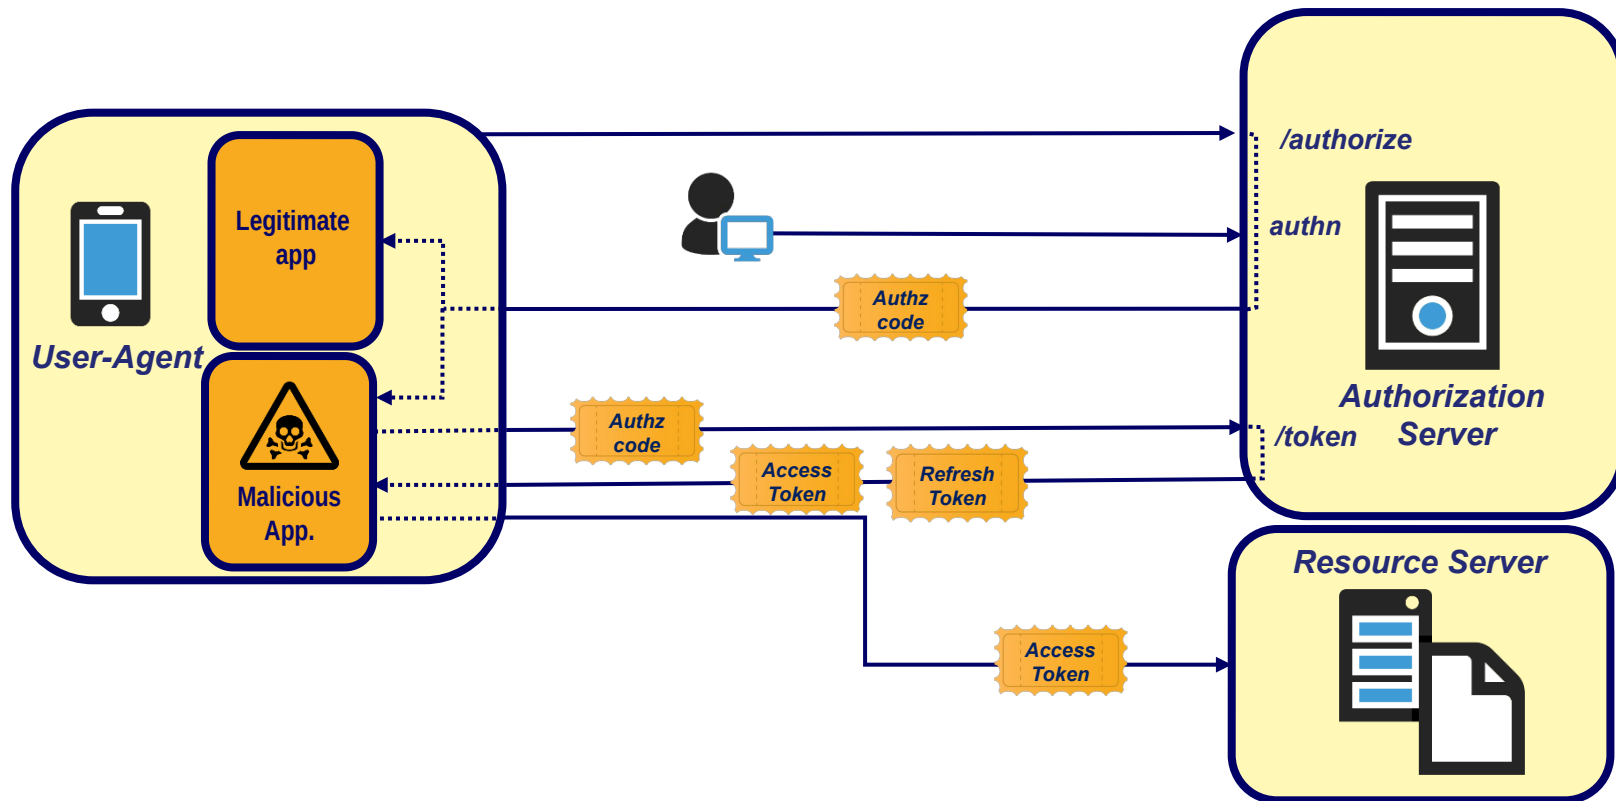 /authorize
authn
Legitimate
app
Authz
code
User-Agent
Authorization
Server
Authz
code
/token
Access
Token
Refresh
Token
Malicious
App.
Resource Server
Access
Token